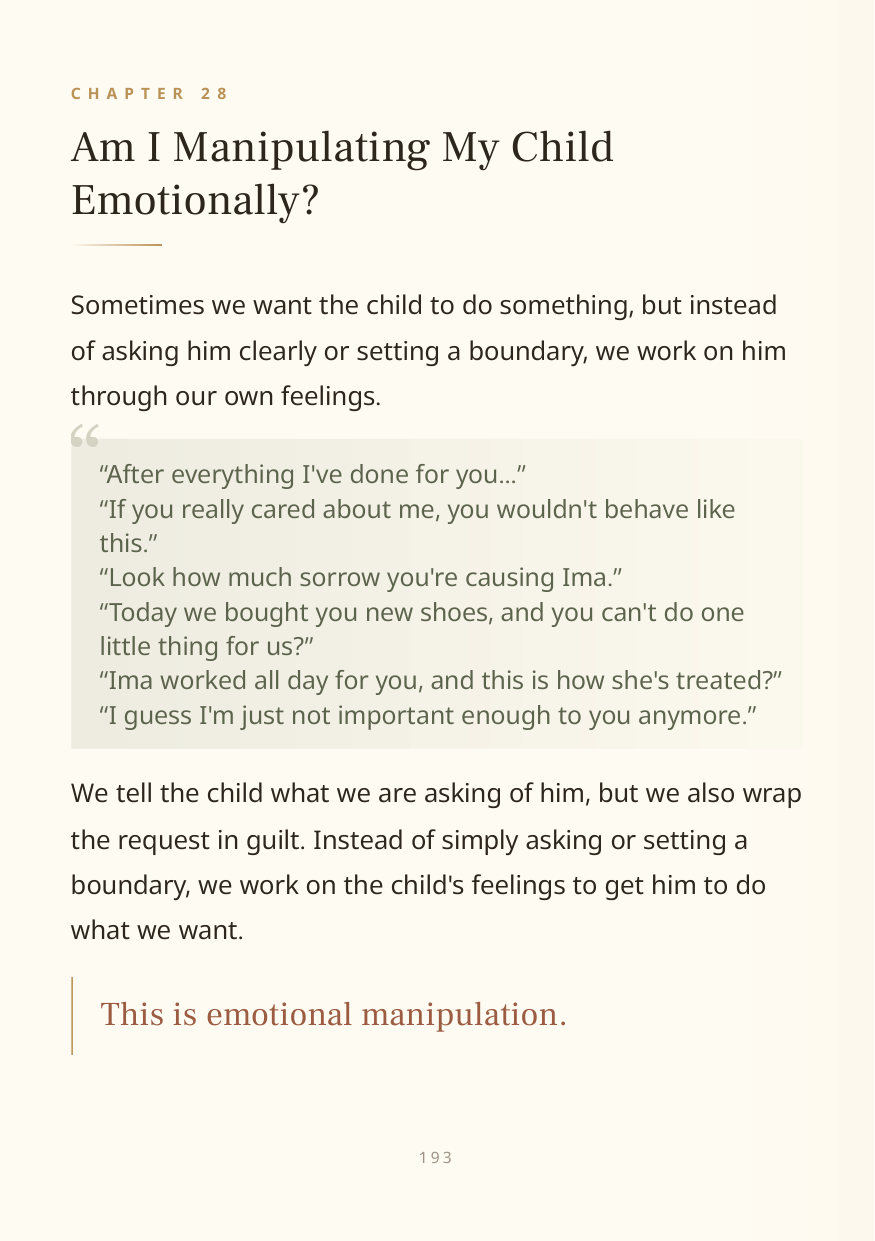 CHAPTER 28
Am I Manipulating My Child
Emotionally?
Sometimes we want the child to do something, but instead
of asking him clearly or setting a boundary, we work on him
through our own feelings.
“
“After everything I've done for you…”
“If you really cared about me, you wouldn't behave like
this.”
“Look how much sorrow you're causing Ima.”
“Today we bought you new shoes, and you can't do one
little thing for us?”
“Ima worked all day for you, and this is how she's treated?”
“I guess I'm just not important enough to you anymore.”
We tell the child what we are asking of him, but we also wrap
the request in guilt. Instead of simply asking or setting a
boundary, we work on the child's feelings to get him to do
what we want.
This is emotional manipulation.
193